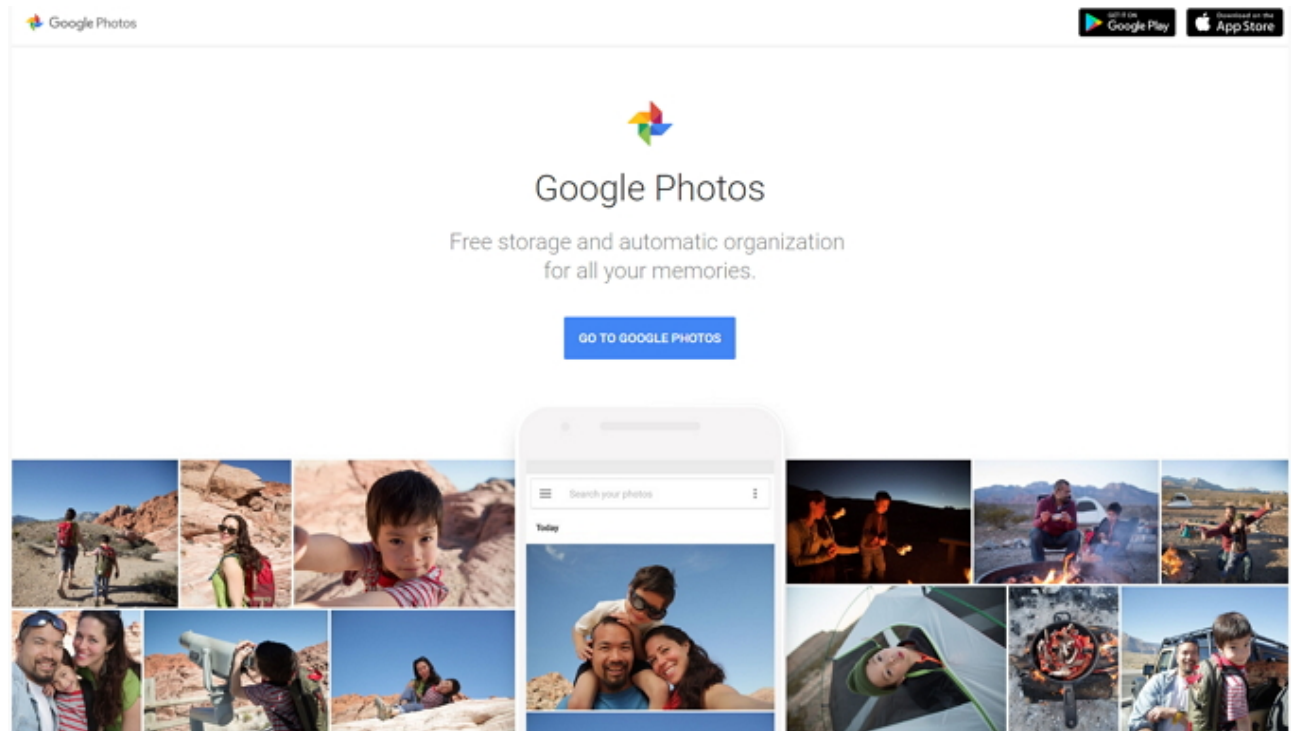 Google Photos
GET IT ON
Google Play
Download on the
App Store
Google Photos
Free storage and automatic organization
for all your memories.
GO TO GOOGLE PHOTOS
Search your photos
Today